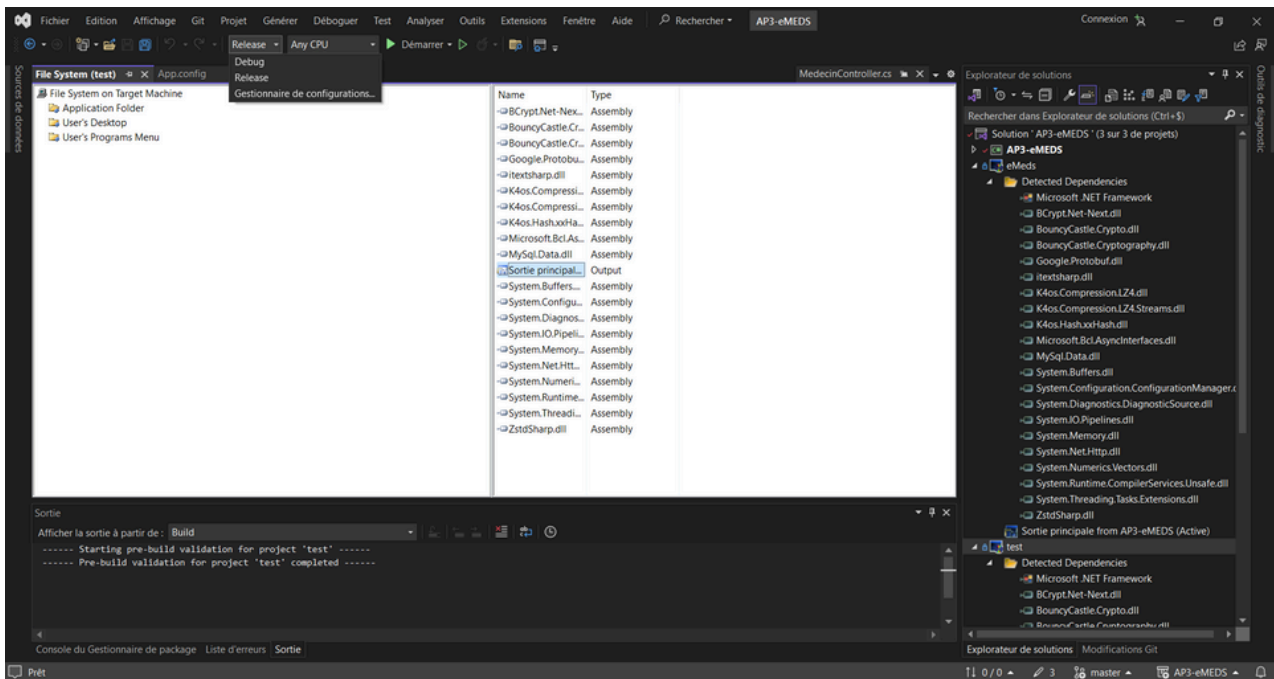 Fichier Edition Affichage Git Projet Générer Déboguer Test Analyser Outils Extensions Fenêtre Aide Rechercher AP3-eMEDS Connexion
Release Any CPU Démarrer
Debug
Release
Gestionnaire de configurations...
Sources de données
File System (test) App.config MedecinController.cs
File System on Target Machine
Application Folder
User's Desktop
User's Programs Menu
Name Type
BCrypt.Net-Nex... Assembly
BouncyCastle.Cr... Assembly
BouncyCastle.Cr... Assembly
Google.Protobu... Assembly
itextsharp.dll Assembly
K4os.Compressi... Assembly
K4os.Compressi... Assembly
K4os.Hash.xxHa... Assembly
Microsoft.Bcl.As... Assembly
MySql.Data.dll Assembly
Sortie principal... Output
System.Buffers.... Assembly
System.Configu... Assembly
System.Diagnos... Assembly
System.IO.Pipeli... Assembly
System.Memory... Assembly
System.Net.Htt... Assembly
System.Numeri... Assembly
System.Runtime... Assembly
System.Threadi... Assembly
ZstdSharp.dll Assembly
Explorateur de solutions
Rechercher dans Explorateur de solutions (Ctrl+$)
Solution 'AP3-eMEDS' (3 sur 3 de projets)
AP3-eMEDS
eMeds
Detected Dependencies
Microsoft .NET Framework
BCrypt.Net-Next.dll
BouncyCastle.Crypto.dll
BouncyCastle.Cryptography.dll
Google.Protobuf.dll
itextsharp.dll
K4os.Compression.LZ4.dll
K4os.Compression.LZ4.Streams.dll
K4os.Hash.xxHash.dll
Microsoft.Bcl.AsyncInterfaces.dll
MySql.Data.dll
System.Buffers.dll
System.Configuration.ConfigurationManager.c
System.Diagnostics.DiagnosticSource.dll
System.IO.Pipelines.dll
System.Memory.dll
System.Net.Http.dll
System.Numerics.Vectors.dll
System.Runtime.CompilerServices.Unsafe.dll
System.Threading.Tasks.Extensions.dll
ZstdSharp.dll
Sortie principale from AP3-eMEDS (Active)
test
Detected Dependencies
Microsoft .NET Framework
BCrypt.Net-Next.dll
BouncyCastle.Crypto.dll
BouncyCastle.Cryptography.dll
Explorateur de solutions Modifications Git
Outils de diagnostic
Sortie
Afficher la sortie à partir de : Build
------ Starting pre-build validation for project 'test' ------
------ Pre-build validation for project 'test' completed ------
Console du Gestionnaire de package Liste d'erreurs Sortie
Prêt 0 / 0 3 master AP3-eMEDS